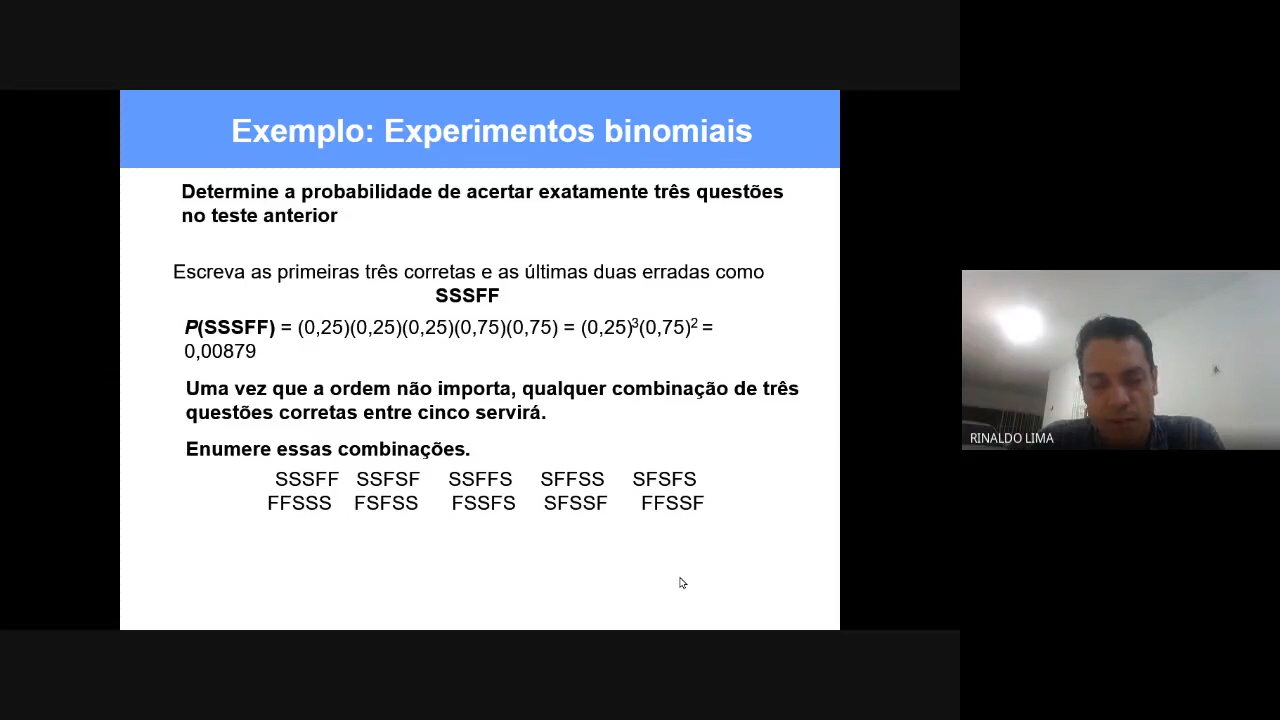 Exemplo: Experimentos binomiais
Determine a probabilidade de acertar exatamente três questões
no teste anterior
Escreva as primeiras três corretas e as últimas duas erradas como
SSSFF
P(SSSFF) = (0,25)(0,25)(0,25)(0,75)(0,75) = (0,25)³(0,75)² =
0,00879
Uma vez que a ordem não importa, qualquer combinação de três
questões corretas entre cinco servirá.
Enumere essas combinações.
SSSFF SSFSF SSFFS SFFSS SFSFS
FFSSS FSFSS FSSFS SFSSF FFSSF
RINALDO LIMA